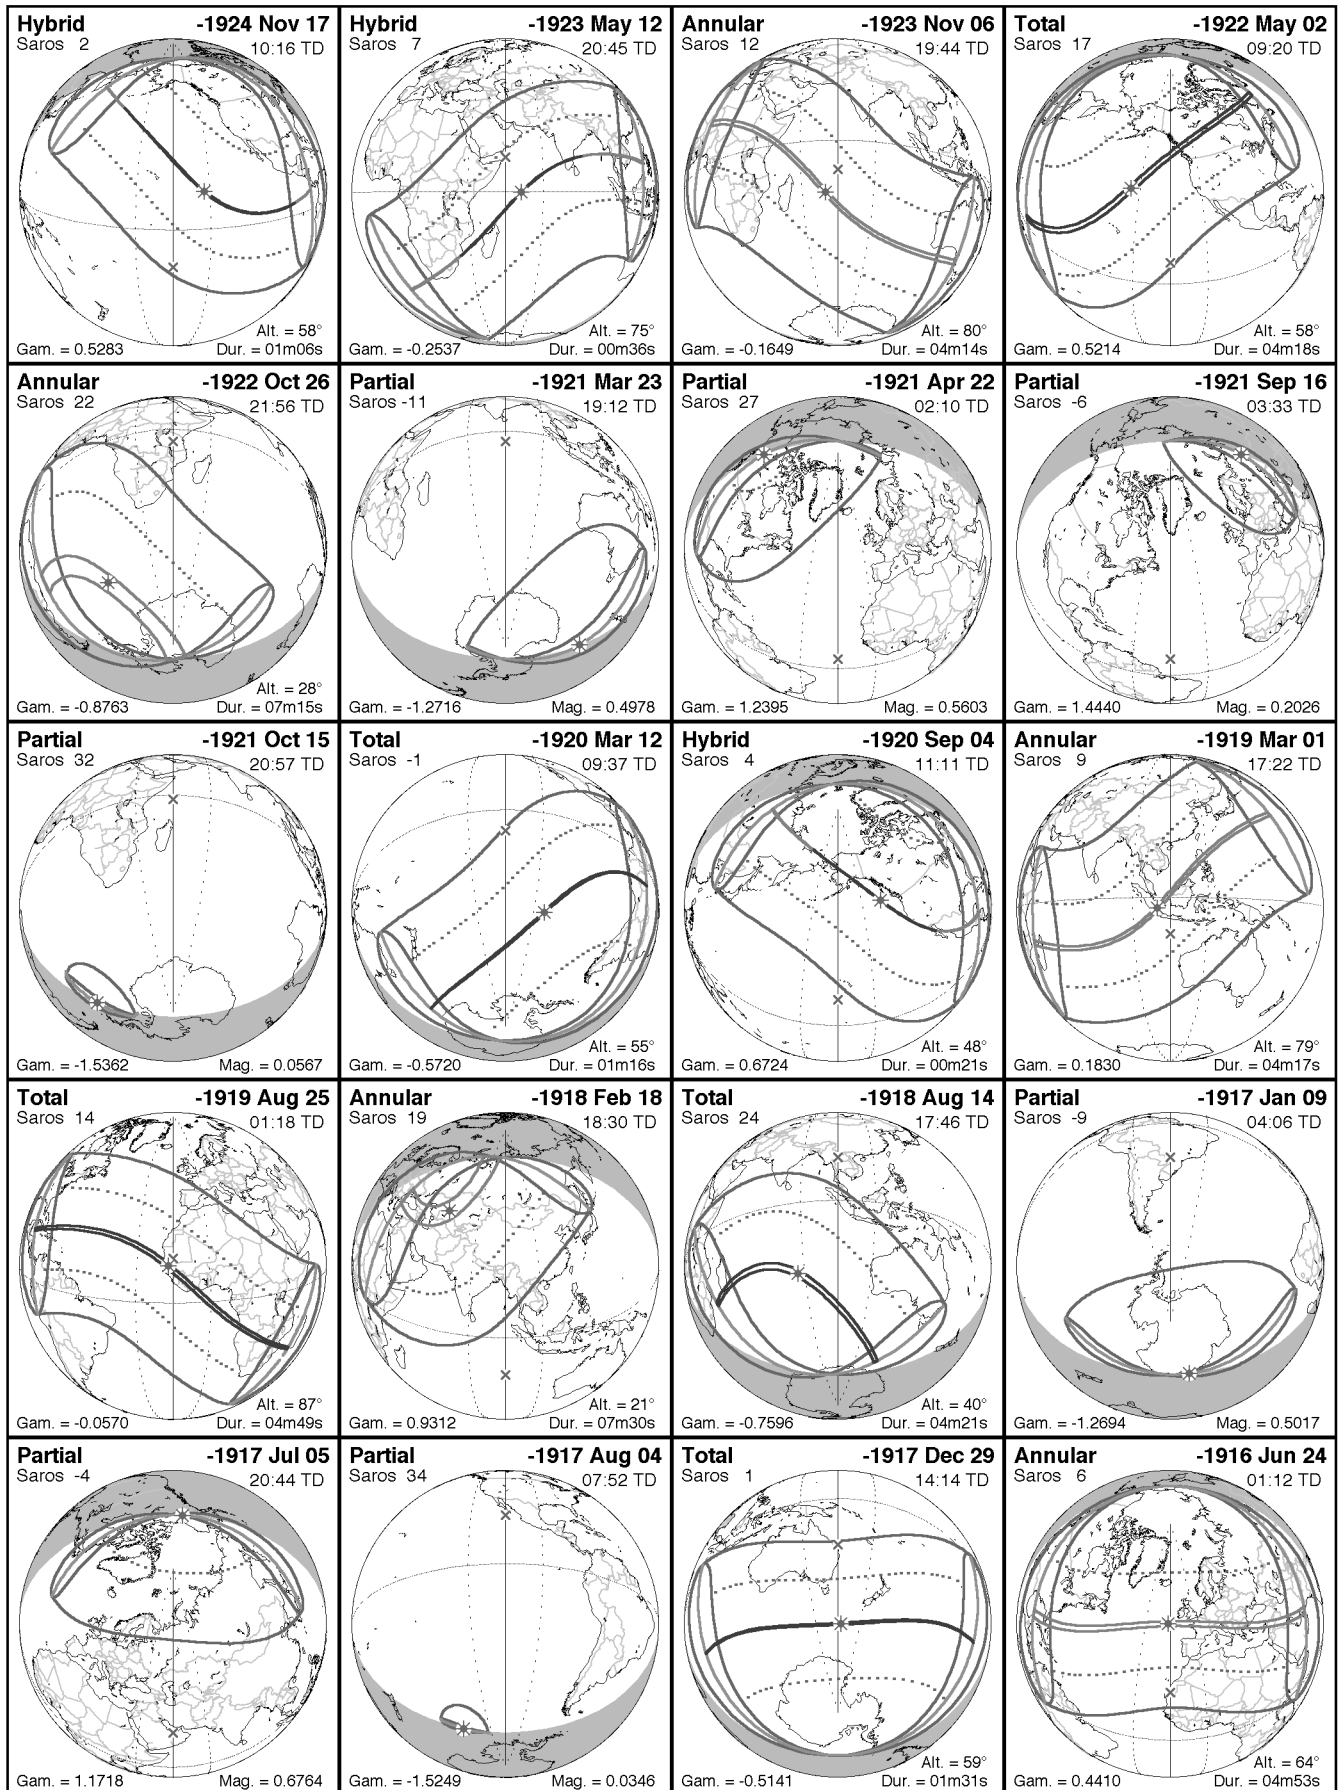 Hybrid -1924 Nov 17
Saros 2 10:16 TD
Alt. = 58°
Gam. = 0.5283 Dur. = 01m06s
Hybrid -1923 May 12
Saros 7 20:45 TD
Alt. = 75°
Gam. = -0.2537 Dur. = 00m36s
Annular -1923 Nov 06
Saros 12 19:44 TD
Alt. = 80°
Gam. = -0.1649 Dur. = 04m14s
Total -1922 May 02
Saros 17 09:20 TD
Alt. = 58°
Gam. = 0.5214 Dur. = 04m18s
Annular -1922 Oct 26
Saros 22 21:56 TD
Alt. = 28°
Gam. = -0.8763 Dur. = 07m15s
Partial -1921 Mar 23
Saros -11 19:12 TD
Gam. = -1.2716 Mag. = 0.4978
Partial -1921 Apr 22
Saros 27 02:10 TD
Gam. = 1.2395 Mag. = 0.5603
Partial -1921 Sep 16
Saros -6 03:33 TD
Gam. = 1.4440 Mag. = 0.2026
Partial -1921 Oct 15
Saros 32 20:57 TD
Gam. = -1.5362 Mag. = 0.0567
Total -1920 Mar 12
Saros -1 09:37 TD
Alt. = 55°
Gam. = -0.5720 Dur. = 01m16s
Hybrid -1920 Sep 04
Saros 4 11:11 TD
Alt. = 48°
Gam. = 0.6724 Dur. = 00m21s
Annular -1919 Mar 01
Saros 9 17:22 TD
Alt. = 79°
Gam. = 0.1830 Dur. = 04m17s
Total -1919 Aug 25
Saros 14 01:18 TD
Alt. = 87°
Gam. = -0.0570 Dur. = 04m49s
Annular -1918 Feb 18
Saros 19 18:30 TD
Alt. = 21°
Gam. = 0.9312 Dur. = 07m30s
Total -1918 Aug 14
Saros 24 17:46 TD
Alt. = 40°
Gam. = -0.7596 Dur. = 04m21s
Partial -1917 Jan 09
Saros -9 04:06 TD
Gam. = -1.2694 Mag. = 0.5017
Partial -1917 Jul 05
Saros -4 20:44 TD
Gam. = 1.1718 Mag. = 0.6764
Partial -1917 Aug 04
Saros 34 07:52 TD
Gam. = -1.5249 Mag. = 0.0346
Total -1917 Dec 29
Saros 1 14:14 TD
Alt. = 59°
Gam. = -0.5141 Dur. = 01m31s
Annular -1916 Jun 24
Saros 6 01:12 TD
Alt. = 64°
Gam. = 0.4410 Dur. = 04m53s